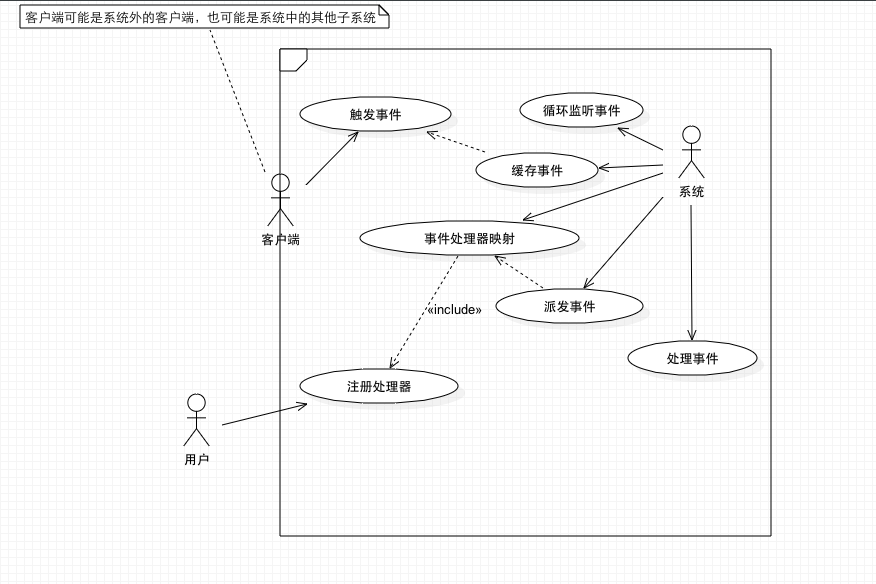 客户端可能是系统外的客户端，也可能是系统中的其他子系统
触发事件
循环监听事件
缓存事件
系统
客户端
事件处理器映射
派发事件
«include»
处理事件
注册处理器
用户